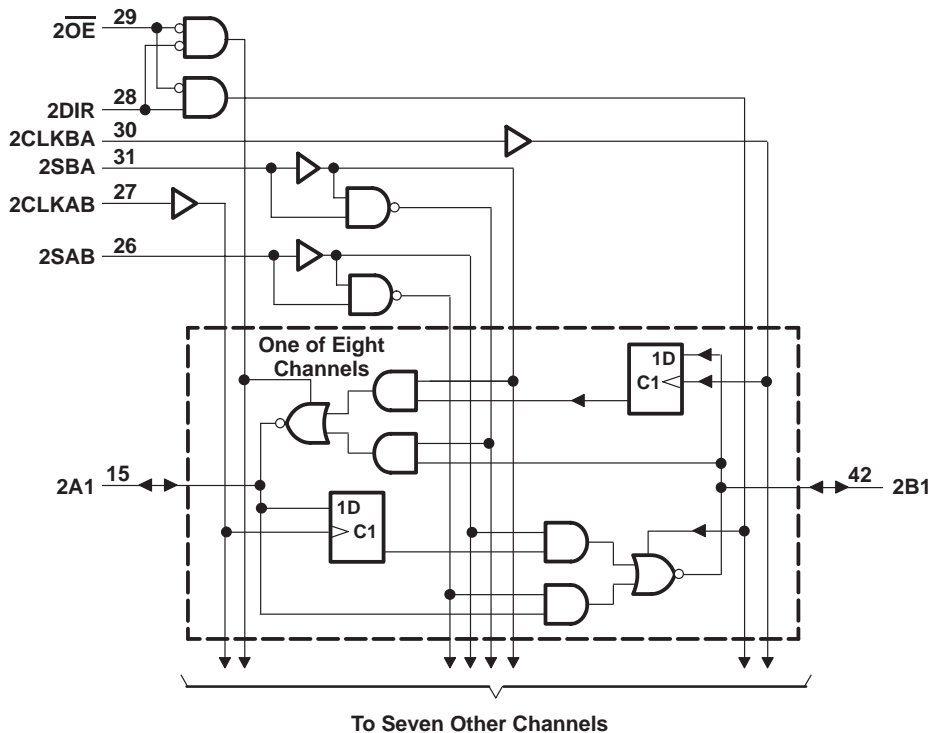 2O̅E̅ 29
2DIR 28
2CLKBA 30
2SBA 31
2CLKAB 27
2SAB 26
One of Eight
Channels
1D
C1
2A1 15
42 2B1
1D
C1
To Seven Other Channels